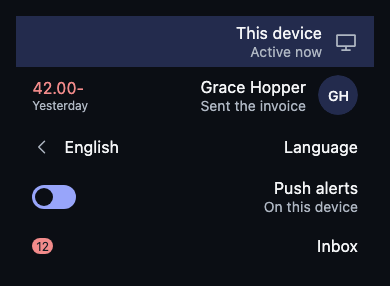 This device
Active now
GH
Grace Hopper
Sent the invoice
42.00-
Yesterday
Language
English
Push alerts
On this device
Inbox
12